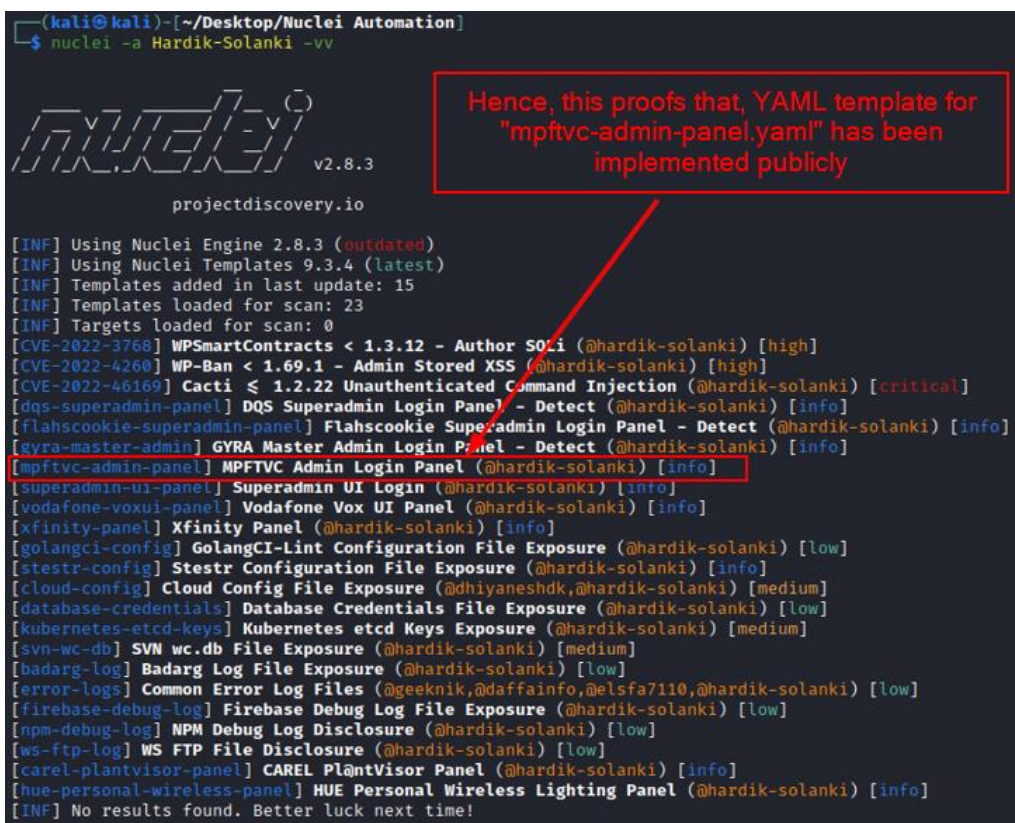 (kali㉿kali)-[~/Desktop/Nuclei Automation]
$ nuclei -a Hardik-Solanki -vv
nuclei
v2.8.3
projectdiscovery.io
Hence, this proofs that, YAML template for
"mpftvc-admin-panel.yaml" has been
implemented publicly
[INF] Using Nuclei Engine 2.8.3 (outdated)
[INF] Using Nuclei Templates 9.3.4 (latest)
[INF] Templates added in last update: 15
[INF] Templates loaded for scan: 23
[INF] Targets loaded for scan: 0
[CVE-2022-3768] WPSmartContracts < 1.3.12 - Author SQLi (@hardik-solanki) [high]
[CVE-2022-4260] WP-Ban < 1.69.1 - Admin Stored XSS (@hardik-solanki) [high]
[CVE-2022-46169] Cacti ≤ 1.2.22 Unauthenticated Command Injection (@hardik-solanki) [critical]
[dqs-superadmin-panel] DQS Superadmin Login Panel - Detect (@hardik-solanki) [info]
[flahscookie-superadmin-panel] Flahscookie Superadmin Login Panel - Detect (@hardik-solanki) [info]
[gyra-master-admin] GYRA Master Admin Login Panel - Detect (@hardik-solanki) [info]
[mpftvc-admin-panel] MPFTVC Admin Login Panel (@hardik-solanki) [info]
[superadmin-ui-panel] Superadmin UI Login (@hardik-solanki) [info]
[vodafone-voxui-panel] Vodafone Vox UI Panel (@hardik-solanki) [info]
[xfinity-panel] Xfinity Panel (@hardik-solanki) [info]
[golangci-config] GolangCI-Lint Configuration File Exposure (@hardik-solanki) [low]
[stestr-config] Stestr Configuration File Exposure (@hardik-solanki) [info]
[cloud-config] Cloud Config File Exposure (@dhiyaneshdk,@hardik-solanki) [medium]
[database-credentials] Database Credentials File Exposure (@hardik-solanki) [low]
[kubernetes-etcd-keys] Kubernetes etcd Keys Exposure (@hardik-solanki) [medium]
[svn-wc-db] SVN wc.db File Exposure (@hardik-solanki) [medium]
[badarg-log] Badarg Log File Exposure (@hardik-solanki) [low]
[error-logs] Common Error Log Files (@geeknik,@daffainfo,@elsfa7110,@hardik-solanki) [low]
[firebase-debug-log] Firebase Debug Log File Exposure (@hardik-solanki) [low]
[npm-debug-log] NPM Debug Log Disclosure (@hardik-solanki) [low]
[ws-ftp-log] WS FTP File Disclosure (@hardik-solanki) [low]
[carel-plantvisor-panel] CAREL Pl@ntVisor Panel (@hardik-solanki) [info]
[hue-personal-wireless-panel] HUE Personal Wireless Lighting Panel (@hardik-solanki) [info]
[INF] No results found. Better luck next time!